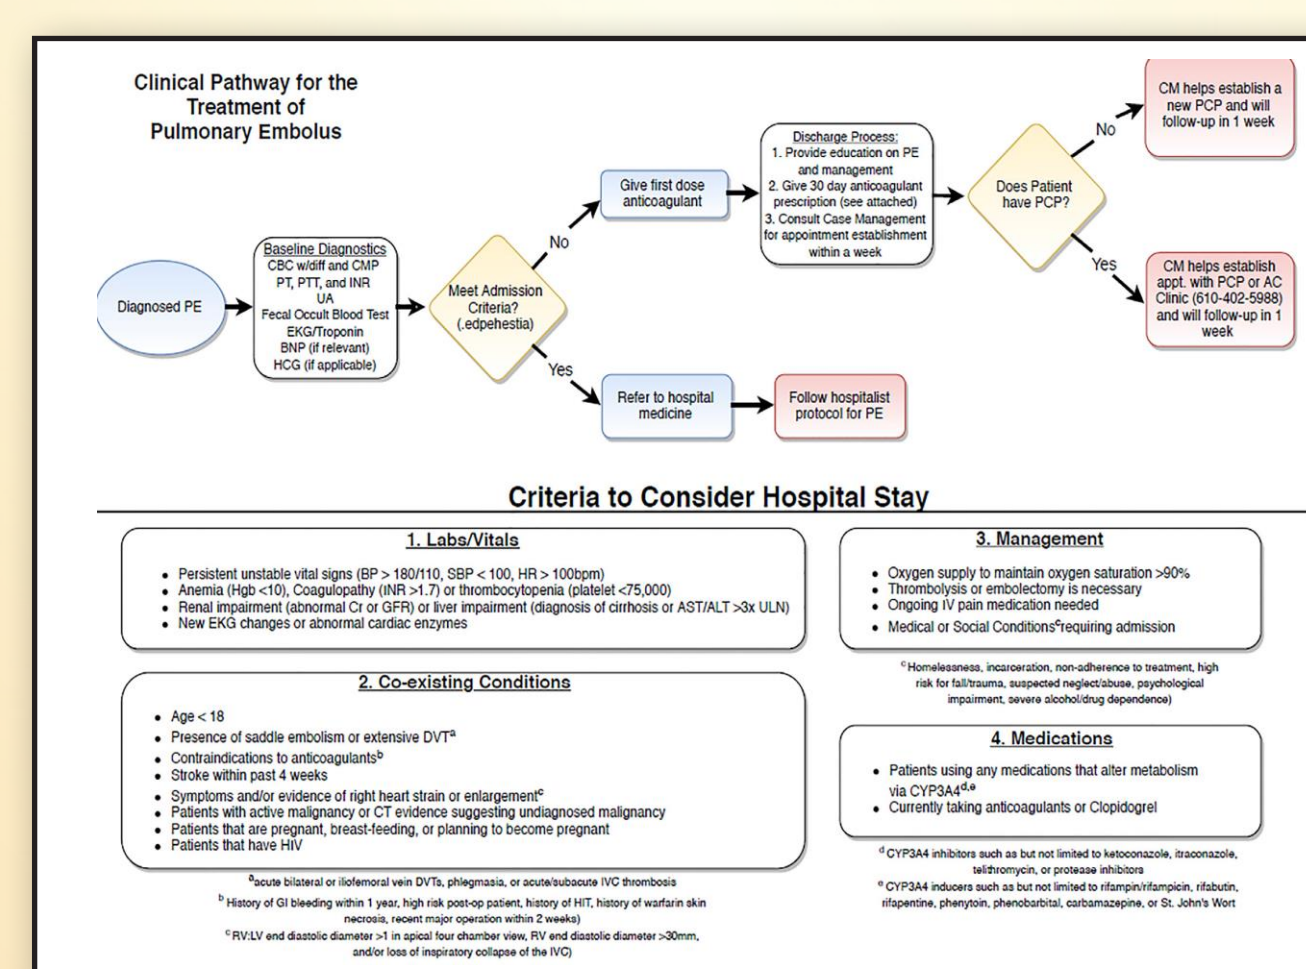 Clinical Pathway for the
Treatment of
Pulmonary Embolus
Diagnosed PE
Baseline Diagnostics
CBC w/diff and CMP
PT, PTT, and INR
UA
Fecal Occult Blood Test
EKG/Troponin
BNP (if relevant)
HCG (if applicable)
Meet Admission
Criteria?
(.edpehestia)
No
Give first dose
anticoagulant
Discharge Process:
1. Provide education on PE
and management
2. Give 30 day anticoagulant
prescription (see attached)
3. Consult Case Management
for appointment establishment
within a week
Does Patient
have PCP?
No
CM helps establish a
new PCP and will
follow-up in 1 week
Yes
CM helps establish
appt. with PCP or AC
Clinic (610-402-5988)
and will follow-up in 1
week
Yes
Refer to hospital
medicine
Follow hospitalist
protocol for PE
Criteria to Consider Hospital Stay
1. Labs/Vitals
• Persistent unstable vital signs (BP > 180/110, SBP < 100, HR > 100bpm)
• Anemia (Hgb <10), Coagulopathy (INR >1.7) or thrombocytopenia (platelet <75,000)
• Renal impairment (abnormal Cr or GFR) or liver impairment (diagnosis of cirrhosis or AST/ALT >3x ULN)
• New EKG changes or abnormal cardiac enzymes
2. Co-existing Conditions
• Age < 18
• Presence of saddle embolism or extensive DVTa
• Contraindications to anticoagulantsb
• Stroke within past 4 weeks
• Symptoms and/or evidence of right heart strain or enlargementc
• Patients with active malignancy or CT evidence suggesting undiagnosed malignancy
• Patients that are pregnant, breast-feeding, or planning to become pregnant
• Patients that have HIV
a acute bilateral or iliofemoral vein DVTs, phlegmasia, or acute/subacute IVC thrombosis
b History of GI bleeding within 1 year, high risk post-op patient, history of HIT, history of warfarin skin
necrosis, recent major operation within 2 weeks)
c RV:LV end diastolic diameter >1 in apical four chamber view, RV end diastolic diameter >30mm,
and/or loss of inspiratory collapse of the IVC)
3. Management
• Oxygen supply to maintain oxygen saturation >90%
• Thrombolysis or embolectomy is necessary
• Ongoing IV pain medication needed
• Medical or Social Conditionscrequiring admission
c Homelessness, incarceration, non-adherence to treatment, high
risk for fall/trauma, suspected neglect/abuse, psychological
impairment, severe alcohol/drug dependence)
4. Medications
• Patients using any medications that alter metabolism
via CYP3A4d,e
• Currently taking anticoagulants or Clopidogrel
d CYP3A4 inhibitors such as but not limited to ketoconazole, itraconazole,
telithromycin, or protease inhibitors
e CYP3A4 inducers such as but not limited to rifampin/rifampicin, rifabutin,
rifapentine, phenytoin, phenobarbital, carbamazepine, or St. John's Wort